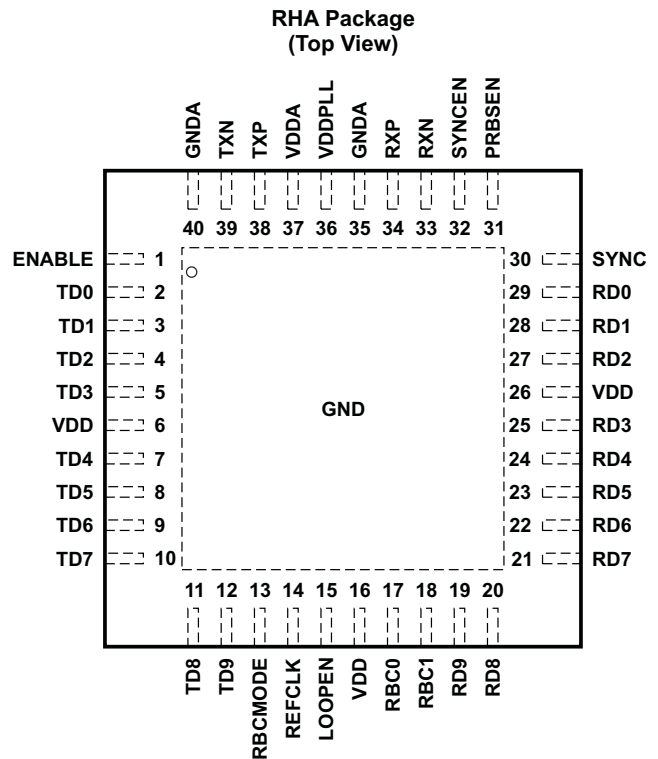 RHA Package
(Top View)
GNDA
TXN
TXP
VDDA
VDDPLL
GNDA
RXP
RXN
SYNCEN
PRBSEN
40 39 38 37 36 35 34 33 32 31
ENABLE 1
TD0 2
TD1 3
TD2 4
TD3 5
VDD 6
TD4 7
TD5 8
TD6 9
TD7 10
GND
30 SYNC
29 RD0
28 RD1
27 RD2
26 VDD
25 RD3
24 RD4
23 RD5
22 RD6
21 RD7
11 12 13 14 15 16 17 18 19 20
TD8
TD9
RBCMODE
REFCLK
LOOPEN
VDD
RBC0
RBC1
RD9
RD8